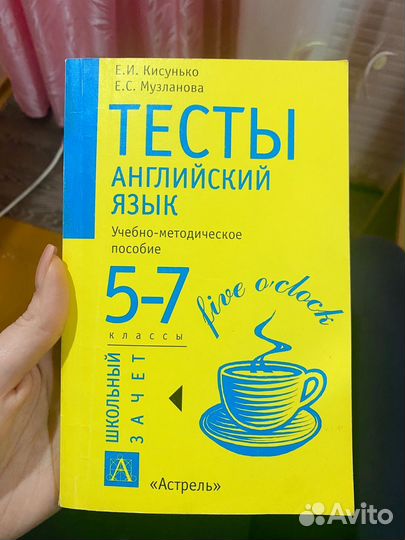 Е.И. Кисунько
Е.С. Музланова
ТЕСТЫ
АНГЛИЙСКИЙ
ЯЗЫК
Учебно-методическое
пособие
5–7
КЛАССЫ
five o'clock
ШКОЛЬНЫЙ
ЗАЧЕТ
А
«Астрель»
Avito